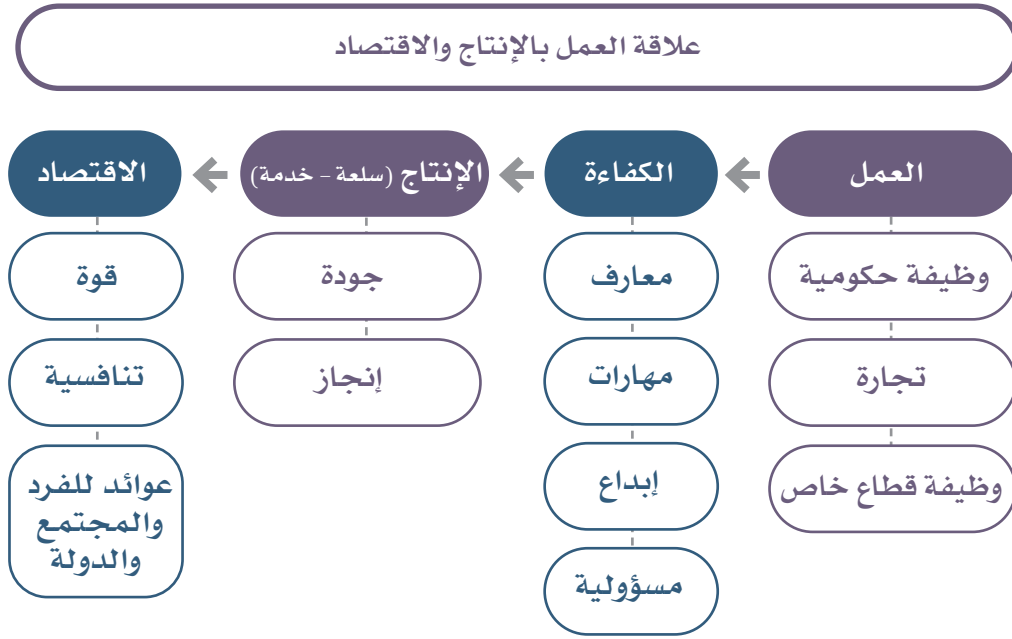 علاقة العمل بالإنتاج والاقتصاد
العمل
وظيفة حكومية
تجارة
وظيفة قطاع خاص
الكفاءة
معارف
مهارات
إبداع
مسؤولية
الإنتاج (سلعة - خدمة)
جودة
إنجاز
الاقتصاد
قوة
تنافسية
عوائد للفرد
والمجتمع
والدولة